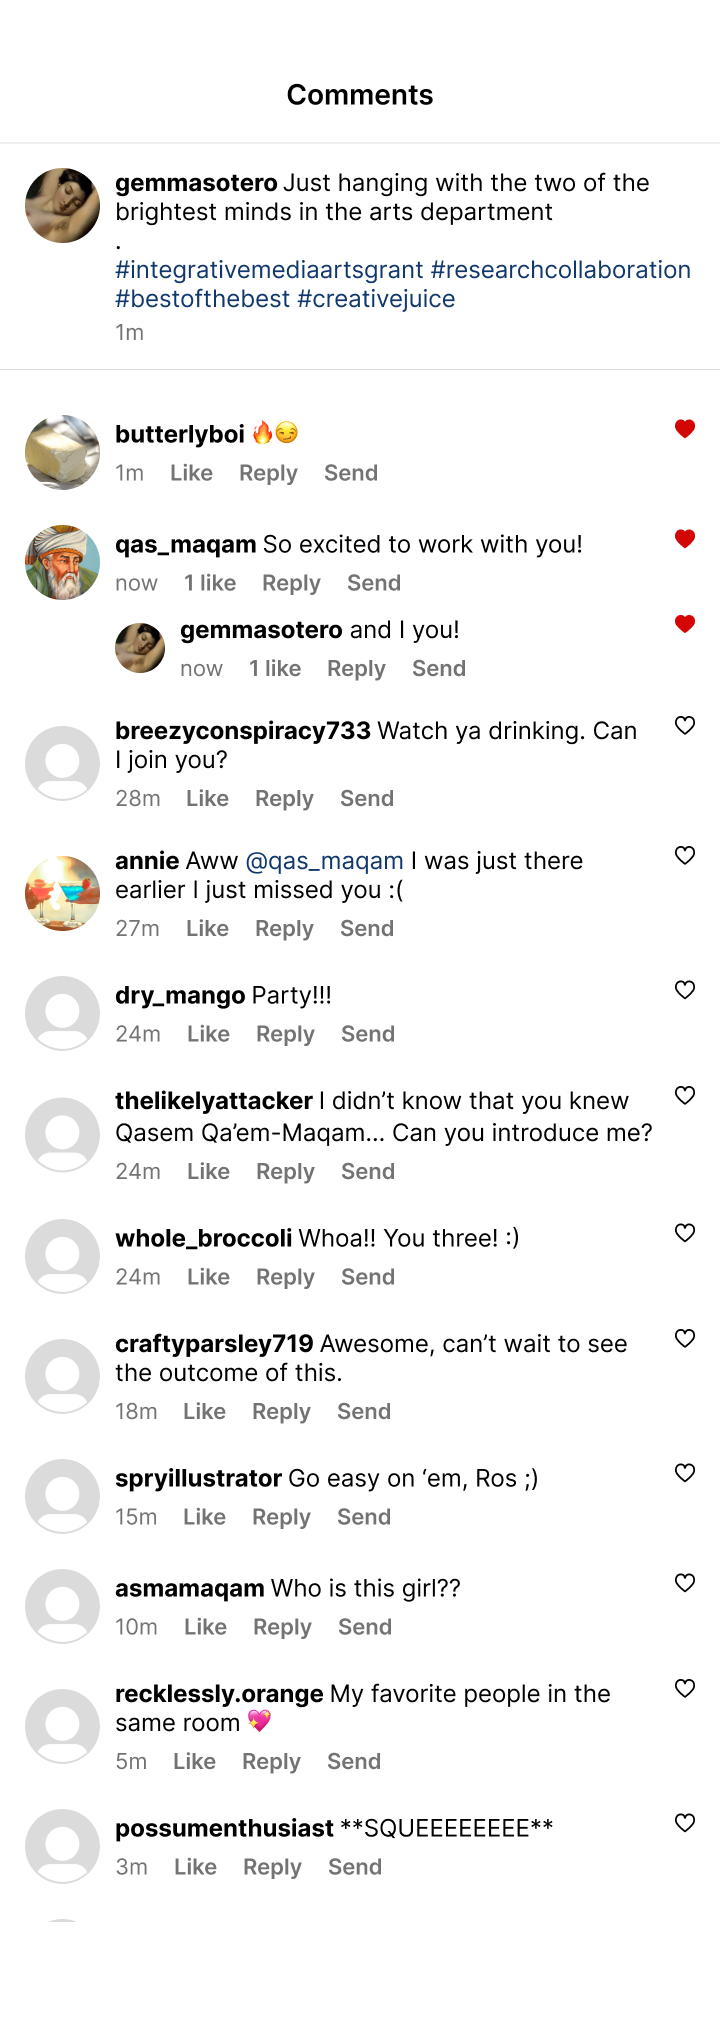 Comments
gemmasotero Just hanging with the two of the
brightest minds in the arts department
.
#integrativemediaartsgrant #researchcollaboration
#bestofthebest #creativejuice
1m
butterlyboi 🔥😏
1m Like Reply Send
qas_maqam So excited to work with you!
now 1 like Reply Send
gemmasotero and I you!
now 1 like Reply Send
breezyconspiracy733 Watch ya drinking. Can
I join you?
28m Like Reply Send
annie Aww @qas_maqam I was just there
earlier I just missed you :(
27m Like Reply Send
dry_mango Party!!!
24m Like Reply Send
thelikelyattacker I didn’t know that you knew
Qasem Qa’em-Maqam... Can you introduce me?
24m Like Reply Send
whole_broccoli Whoa!! You three! :)
24m Like Reply Send
craftyparsley719 Awesome, can’t wait to see
the outcome of this.
18m Like Reply Send
spryillustrator Go easy on ‘em, Ros ;)
15m Like Reply Send
asmamaqam Who is this girl??
10m Like Reply Send
recklessly.orange My favorite people in the
same room 💖
5m Like Reply Send
possumenthusiast **SQUEEEEEEEE**
3m Like Reply Send